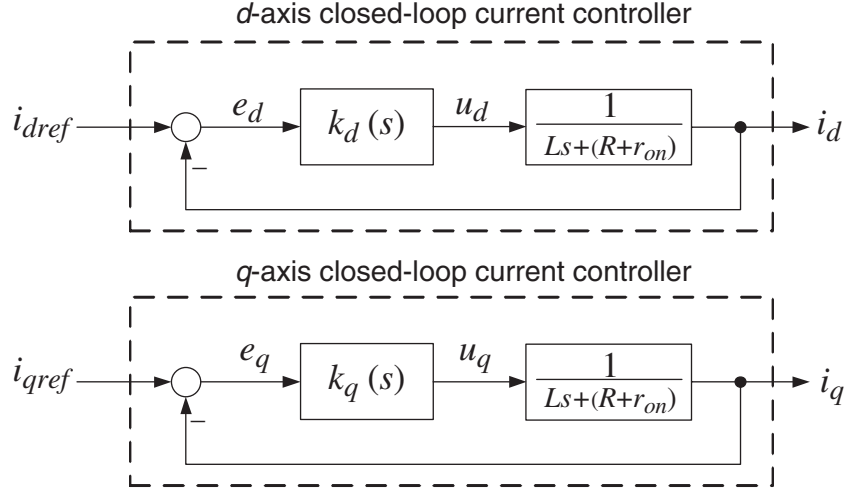 d-axis closed-loop current controller
i_dref
e_d
k_d (s)
u_d
1
Ls+(R+r_on)
i_d
−
q-axis closed-loop current controller
i_qref
e_q
k_q (s)
u_q
1
Ls+(R+r_on)
i_q
−